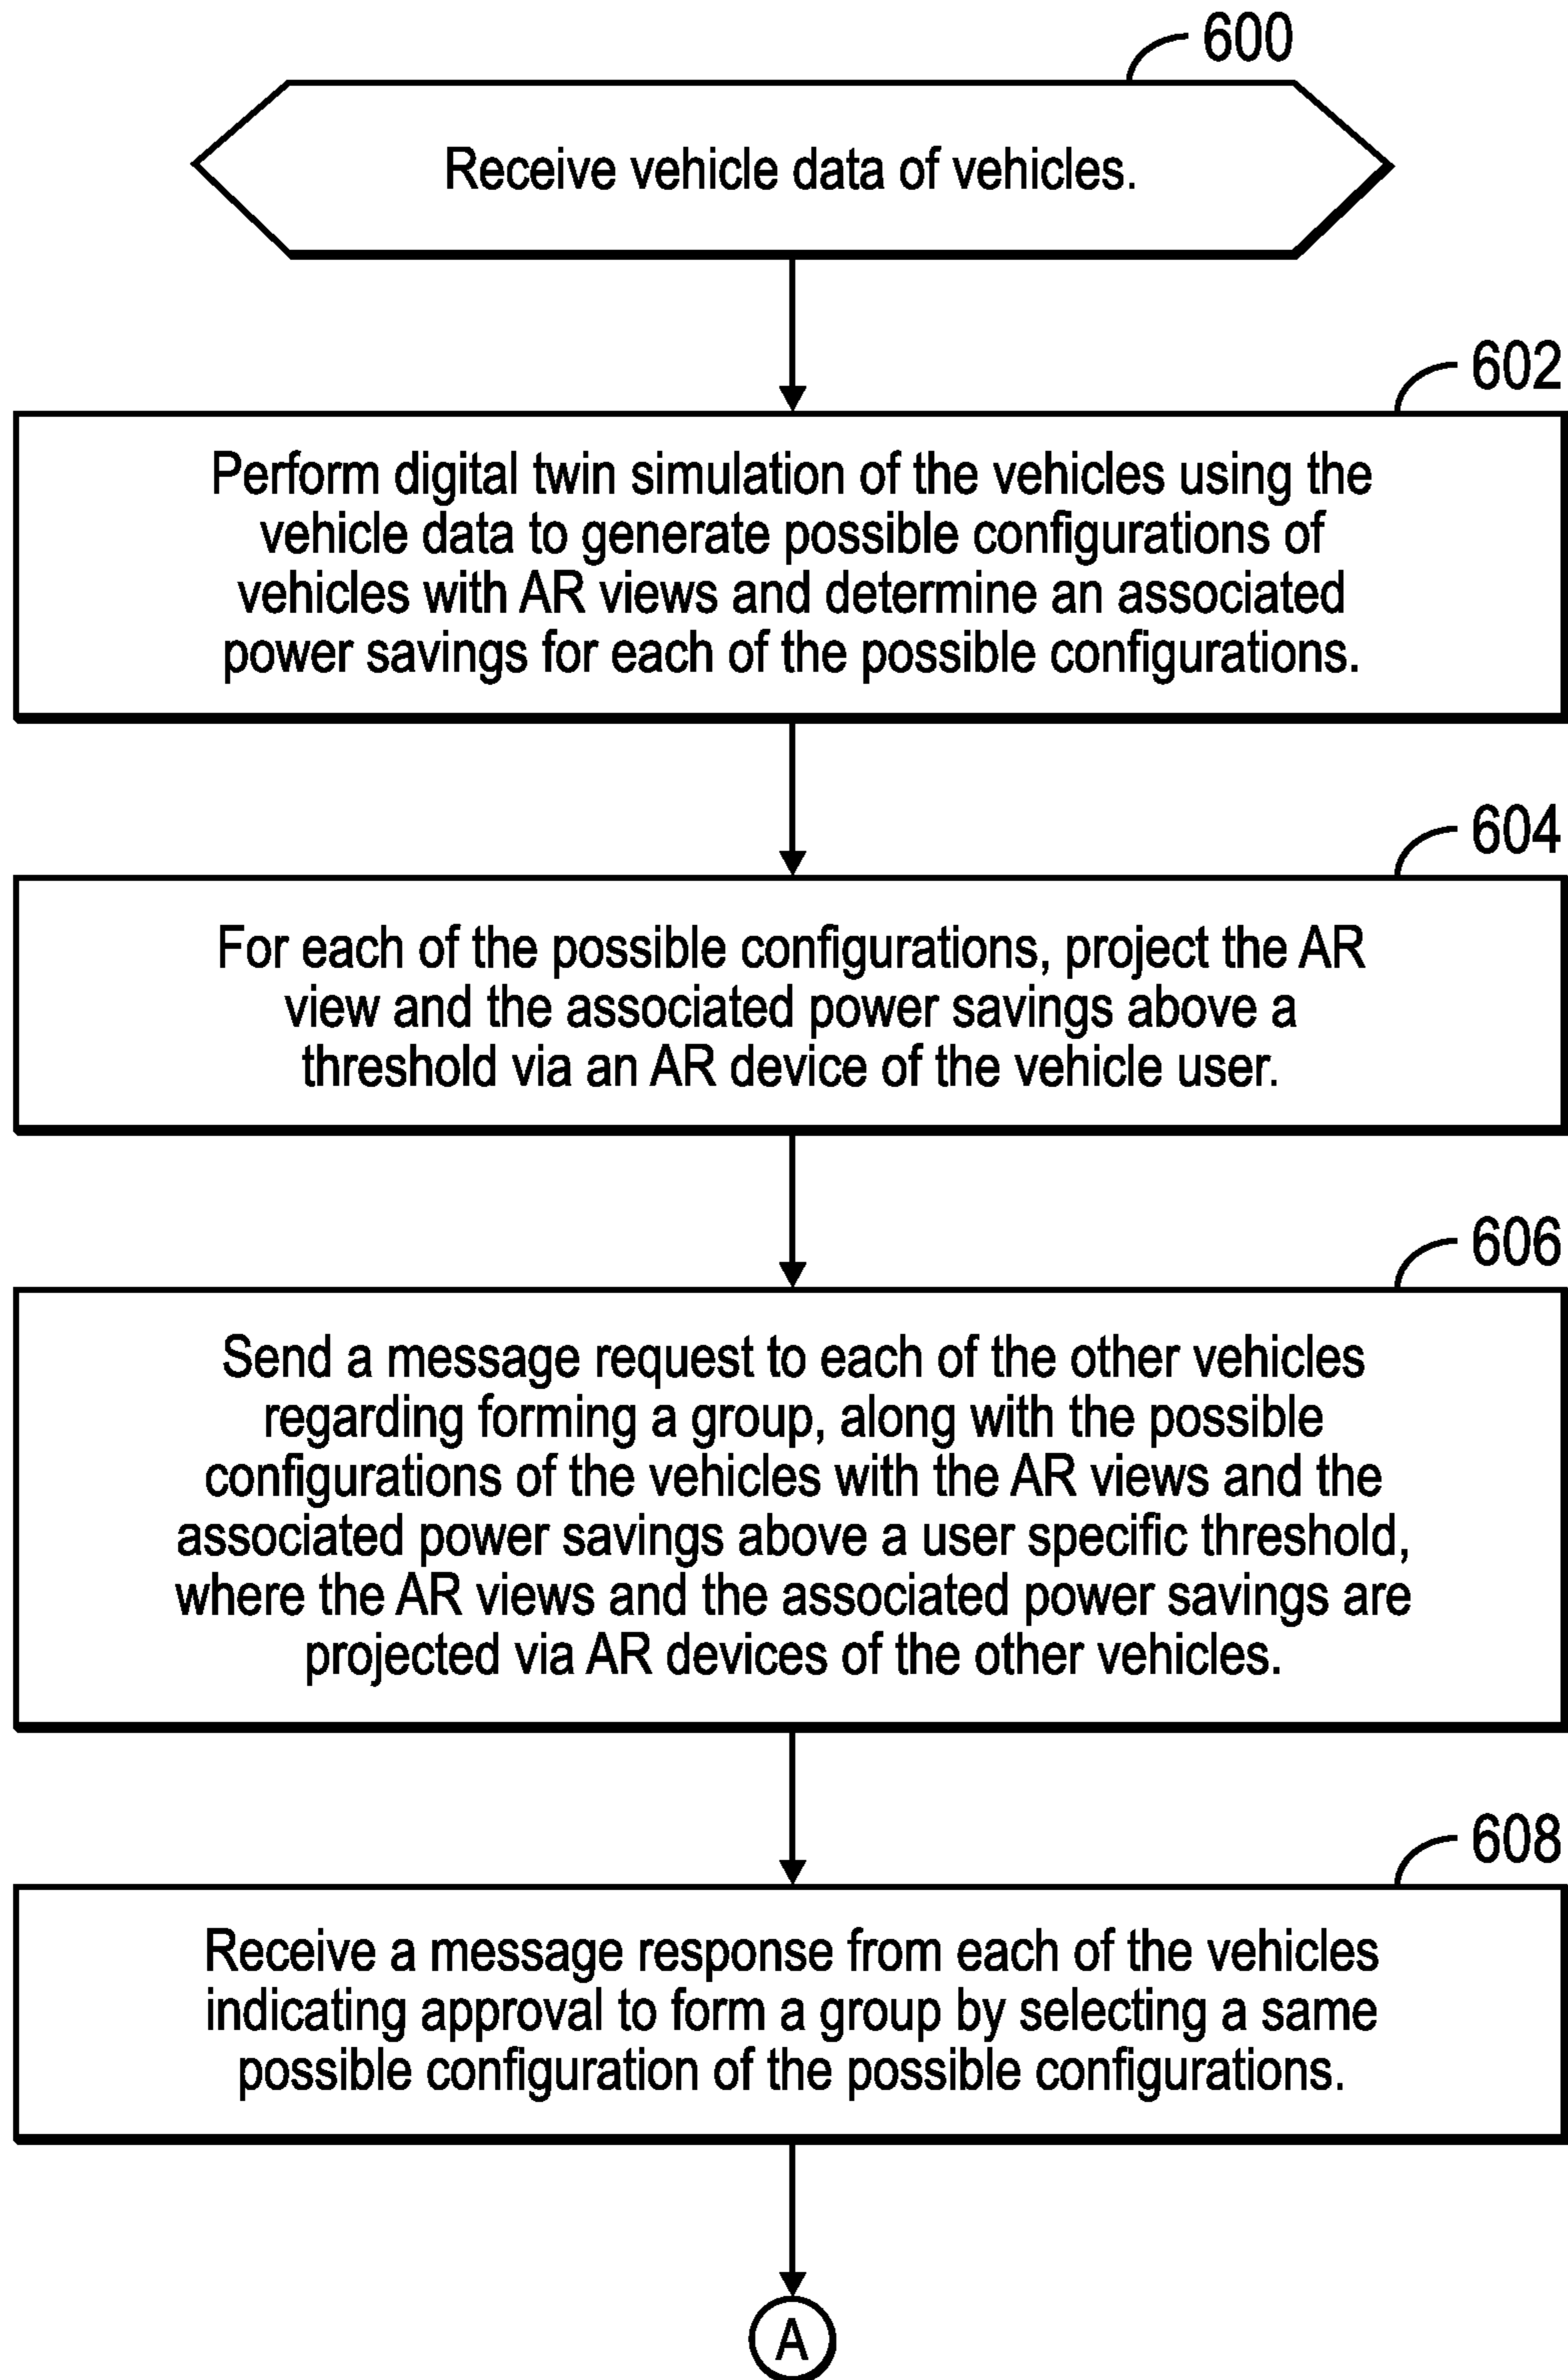 600
Receive vehicle data of vehicles.
602
Perform digital twin simulation of the vehicles using the
vehicle data to generate possible configurations of
vehicles with AR views and determine an associated
power savings for each of the possible configurations.
604
For each of the possible configurations, project the AR
view and the associated power savings above a
threshold via an AR device of the vehicle user.
606
Send a message request to each of the other vehicles
regarding forming a group, along with the possible
configurations of the vehicles with the AR views and the
associated power savings above a user specific threshold,
where the AR views and the associated power savings are
projected via AR devices of the other vehicles.
608
Receive a message response from each of the vehicles
indicating approval to form a group by selecting a same
possible configuration of the possible configurations.
A